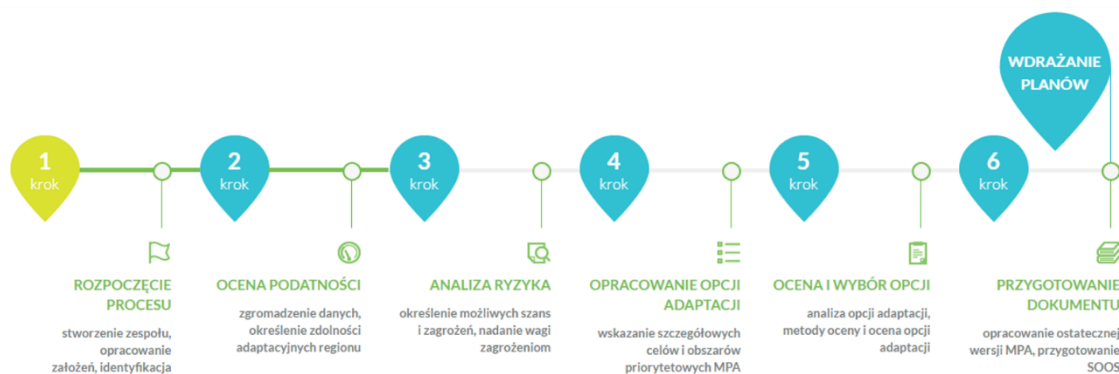 WDRAŻANIE
PLANÓW
1
krok
2
krok
3
krok
4
krok
5
krok
6
krok
ROZPOCZĘCIE
PROCESU
stworzenie zespołu,
opracowanie
założeń, identyfikacja
OCENA PODATNOŚCI
zgromadzenie danych,
określenie zdolności
adaptacyjnych regionu
ANALIZA RYZYKA
określenie możliwych szans
i zagrożeń, nadanie wagi
zagrożeniom
OPRACOWANIE OPCJI
ADAPTACJI
wskazanie szczegółowych
celów i obszarów
priorytetowych MPA
OCENA I WYBÓR OPCJI
analiza opcji adaptacji,
metody oceny i ocena opcji
adaptacji
PRZYGOTOWANIE
DOKUMENTU
opracowanie ostatecznej
wersji MPA, przygotowanie
SOOS